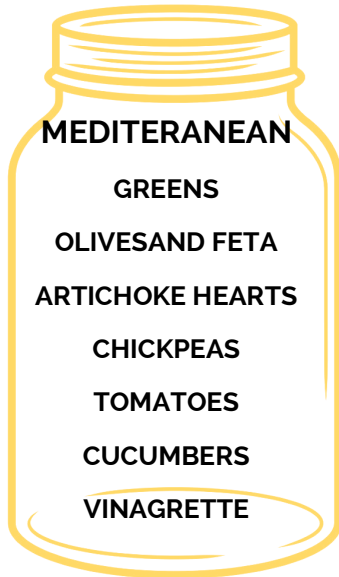 MEDITERANEAN
GREENS
OLIVESAND FETA
ARTICHOKE HEARTS
CHICKPEAS
TOMATOES
CUCUMBERS
VINAGRETTE